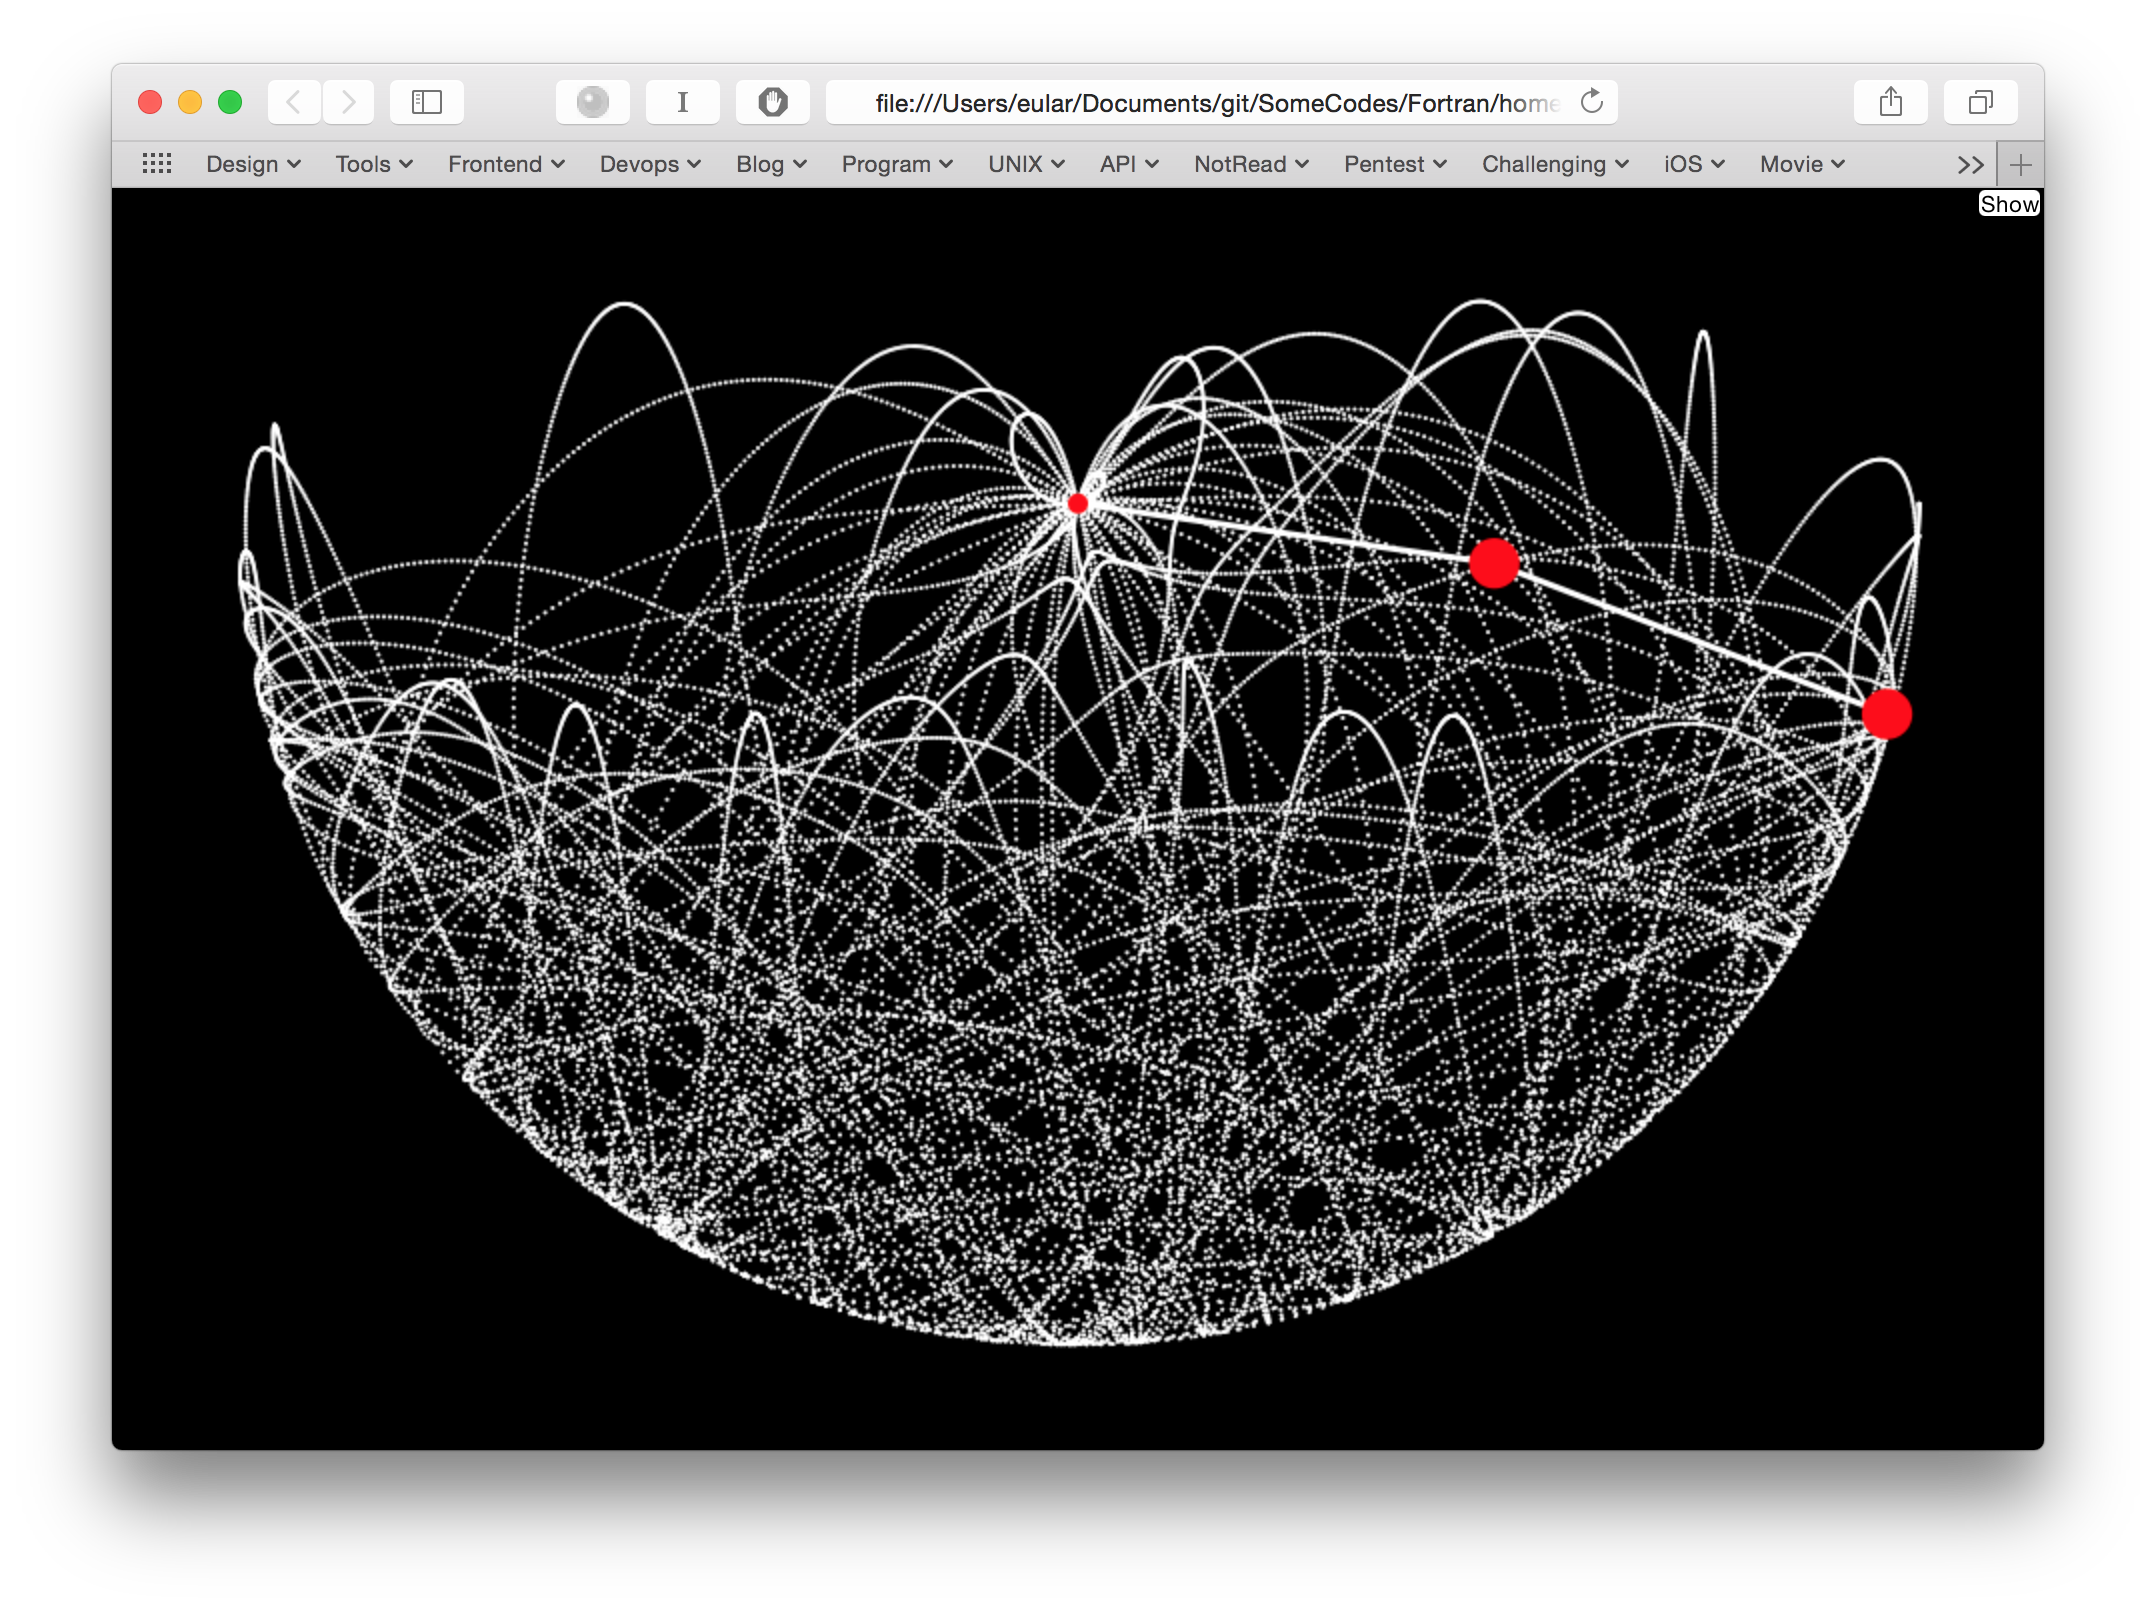 file:///Users/eular/Documents/git/SomeCodes/Fortran/home
Design Tools Frontend Devops Blog Program UNIX API NotRead Pentest Challenging iOS Movie
Show